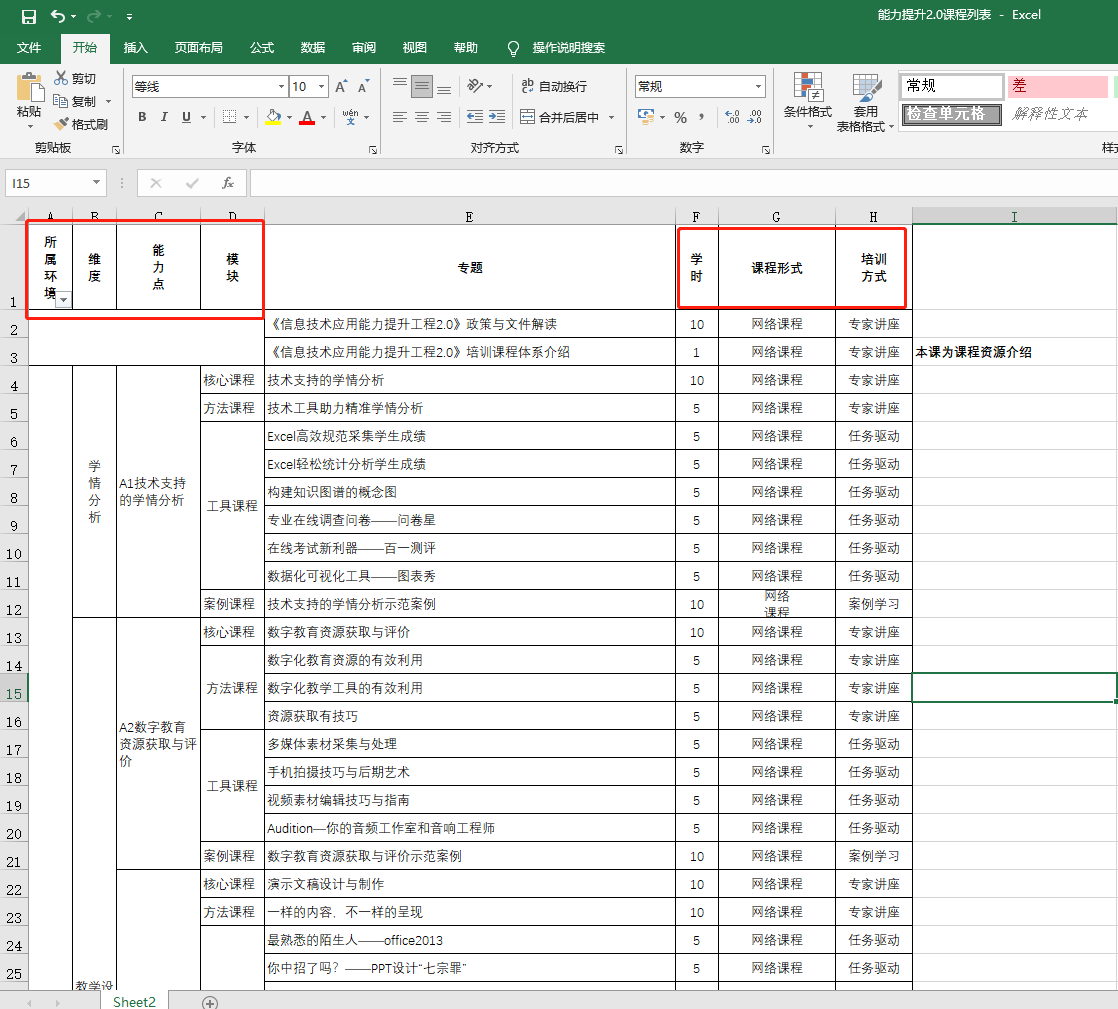 能力提升2.0课程列表 - Excel
文件 开始 插入 页面布局 公式 数据 审阅 视图 帮助 操作说明搜索
粘贴 剪切 复制 格式刷 剪贴板
等线 10 A A
B I U A wén 文
字体
ab 自动换行
合并后居中
对齐方式
常规
% , .00 .0
数字
条件格式 套用 表格格式
常规 差
检查单元格 解释性文本
样式
I15 fx
A B C D E F G H I
1 所属环境 维度 能力点 模块 专题 学时 课程形式 培训方式
2 《信息技术应用能力提升工程2.0》政策与文件解读 10 网络课程 专家讲座
3 《信息技术应用能力提升工程2.0》培训课程体系介绍 1 网络课程 专家讲座 本课为课程资源介绍
4 核心课程 技术支持的学情分析 10 网络课程 专家讲座
5 方法课程 技术工具助力精准学情分析 5 网络课程 专家讲座
6 Excel高效规范采集学生成绩 5 网络课程 任务驱动
7 Excel轻松统计分析学生成绩 5 网络课程 任务驱动
8 学情分析 A1技术支持的学情分析 工具课程 构建知识图谱的概念图 5 网络课程 任务驱动
9 专业在线调查问卷——问卷星 5 网络课程 任务驱动
10 在线考试新利器——百一测评 5 网络课程 任务驱动
11 数据化可视化工具——图表秀 5 网络课程 任务驱动
12 案例课程 技术支持的学情分析示范案例 10 网络课程 案例学习
13 核心课程 数字教育资源获取与评价 10 网络课程 专家讲座
14 数字化教育资源的有效利用 5 网络课程 专家讲座
15 方法课程 数字化教学工具的有效利用 5 网络课程 专家讲座
16 资源获取有技巧 5 网络课程 专家讲座
17 A2数字教育资源获取与评价 多媒体素材采集与处理 5 网络课程 任务驱动
18 工具课程 手机拍摄技巧与后期艺术 5 网络课程 任务驱动
19 视频素材编辑技巧与指南 5 网络课程 任务驱动
20 Audition—你的音频工作室和音响工程师 5 网络课程 任务驱动
21 案例课程 数字教育资源获取与评价示范案例 10 网络课程 案例学习
22 核心课程 演示文稿设计与制作 10 网络课程 专家讲座
23 方法课程 一样的内容，不一样的呈现 10 网络课程 专家讲座
24 最熟悉的陌生人——office2013 5 网络课程 任务驱动
25 教学设 你中招了吗？——PPT设计“七宗罪” 5 网络课程 任务驱动
Sheet2